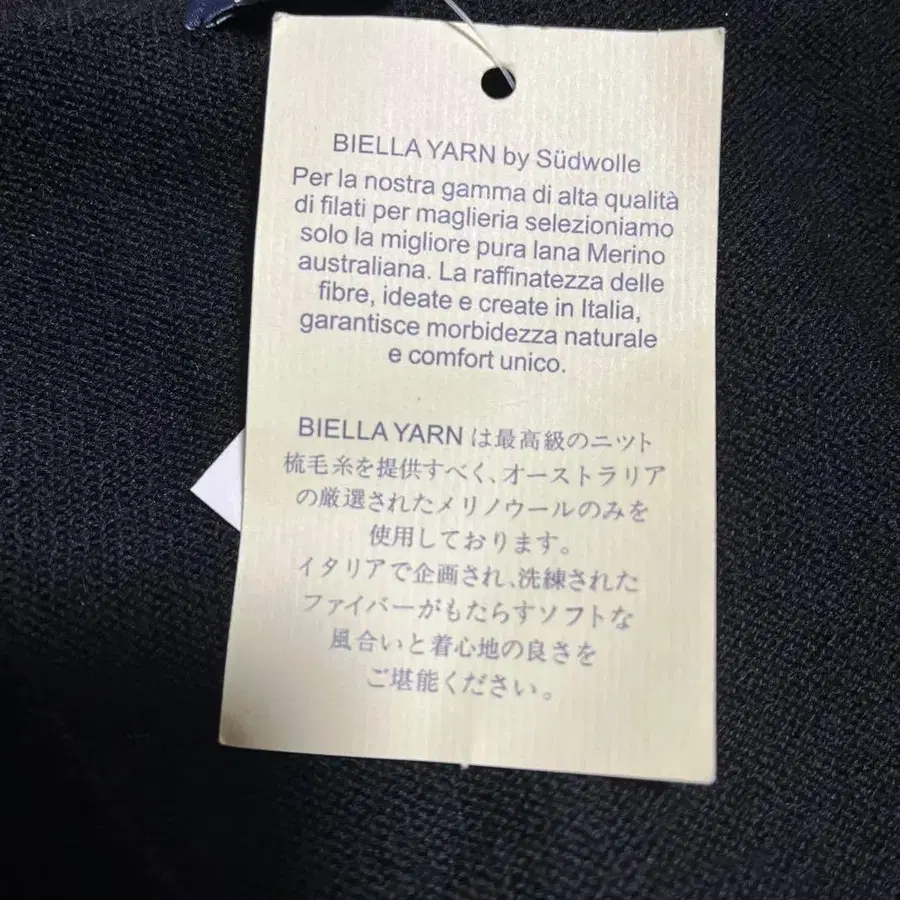 BIELLA YARN by Südwolle
Per la nostra gamma di alta qualità
di filati per maglieria selezioniamo
solo la migliore pura lana Merino
australiana. La raffinatezza delle
fibre, ideate e create in Italia,
garantisce morbidezza naturale
e comfort unico.
BIELLA YARN は最高級のニット
梳毛糸を提供すべく、オーストラリア
の厳選されたメリノウールのみを
使用しております。
イタリアで企画され、洗練された
ファイバーがもたらすソフトな
風合いと着心地の良さを
ご堪能ください。